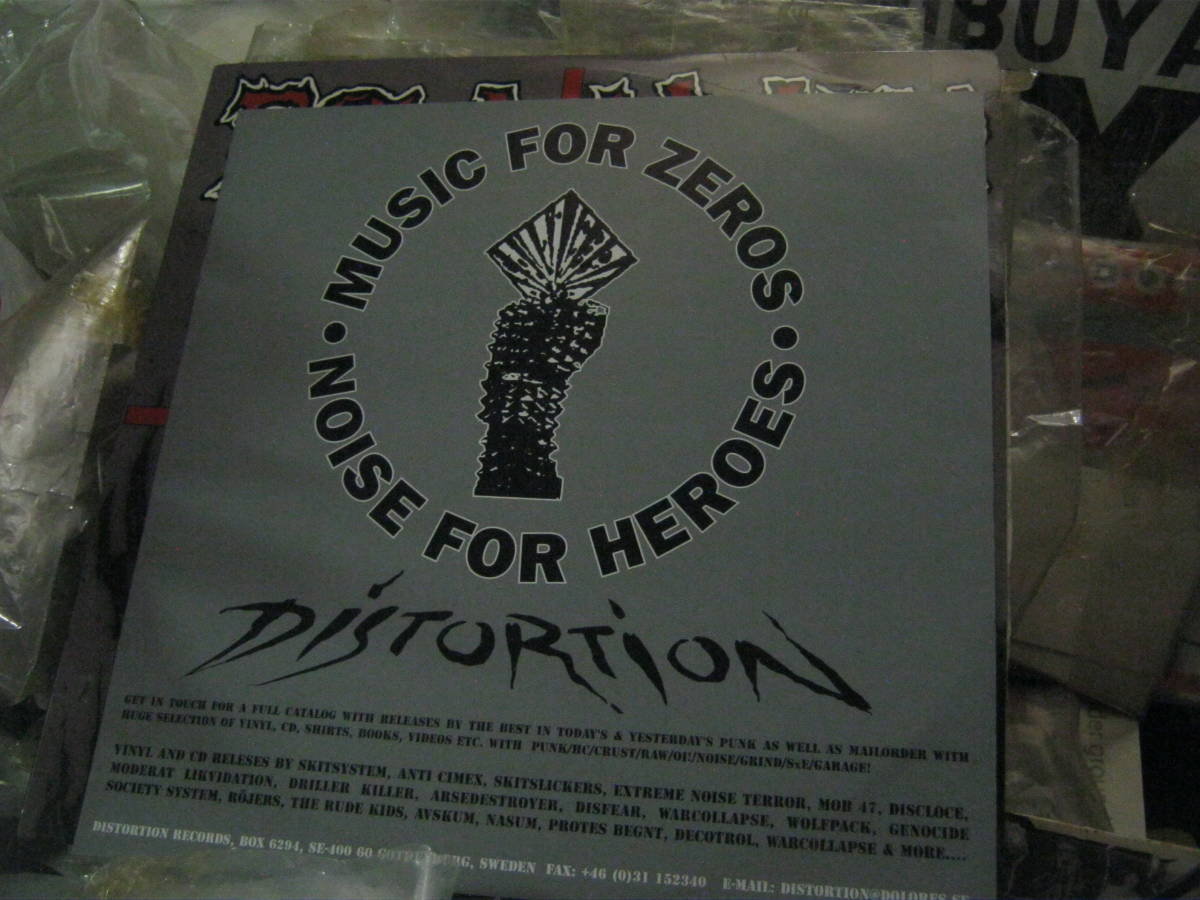 MUSIC FOR ZEROS •
NOISE FOR HEROES •
DISTORTION
GET IN TOUCH FOR A FULL CATALOG WITH RELEASES BY THE BEST IN TODAY'S & YESTERDAY'S PUNK AS WELL AS MAILORDER WITH
HUGE SELECTION OF VINYL, CD, SHIRTS, BOOKS, VIDEOS ETC. WITH PUNK/HC/CRUST/RAW/OI!/NOISE/GRIND/SxE/GARAGE!
VINYL AND CD RELESES BY SKITSYSTEM, ANTI CIMEX, SKITSLICKERS, EXTREME NOISE TERROR, MOB 47, DISCLOCE,
MODERAT LIKVIDATION, DRILLER KILLER, ARSEDESTROYER, DISFEAR, WARCOLLAPSE, WOLFPACK, GENOCIDE
SOCIETY SYSTEM, RÖJERS, THE RUDE KIDS, AVSKUM, NASUM, PROTES BEGNT, DECOTROL, WARCOLLAPSE & MORE....
DISTORTION RECORDS, BOX 6294, SE-400 60 GOTHENBURG, SWEDEN FAX: +46 (0)31 152340 E-MAIL: DISTORTION@DOLORES.SE
BUY A